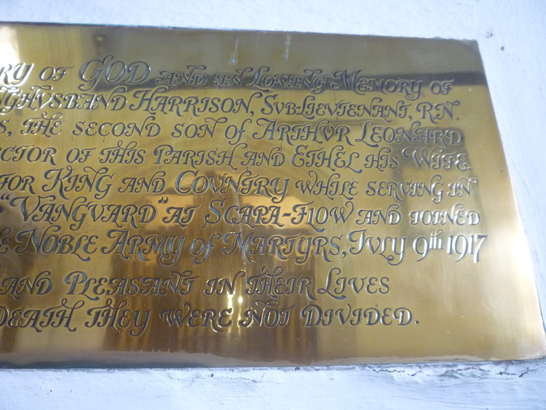 RY OF GOD AND IN LOVING MEMORY OF
GHVSBAND HARRISON, SVB-LIEVTENANT, R.N.
S, THE SECOND SON OF ARTHVR LEONARD
CTOR OF THIS PARISH, AND ETHEL HIS WIFE.
FOR KING AND COVNTRY WHILE SERVING IN
"VANGVARD" AT SCAPA-FLOW AND JOINED
E NOBLE ARMY OF MARTYRS, JVLY 9th 1917
AND PLEASANT IN THEIR LIVES
DEATH THEY WERE NOT DIVIDED.